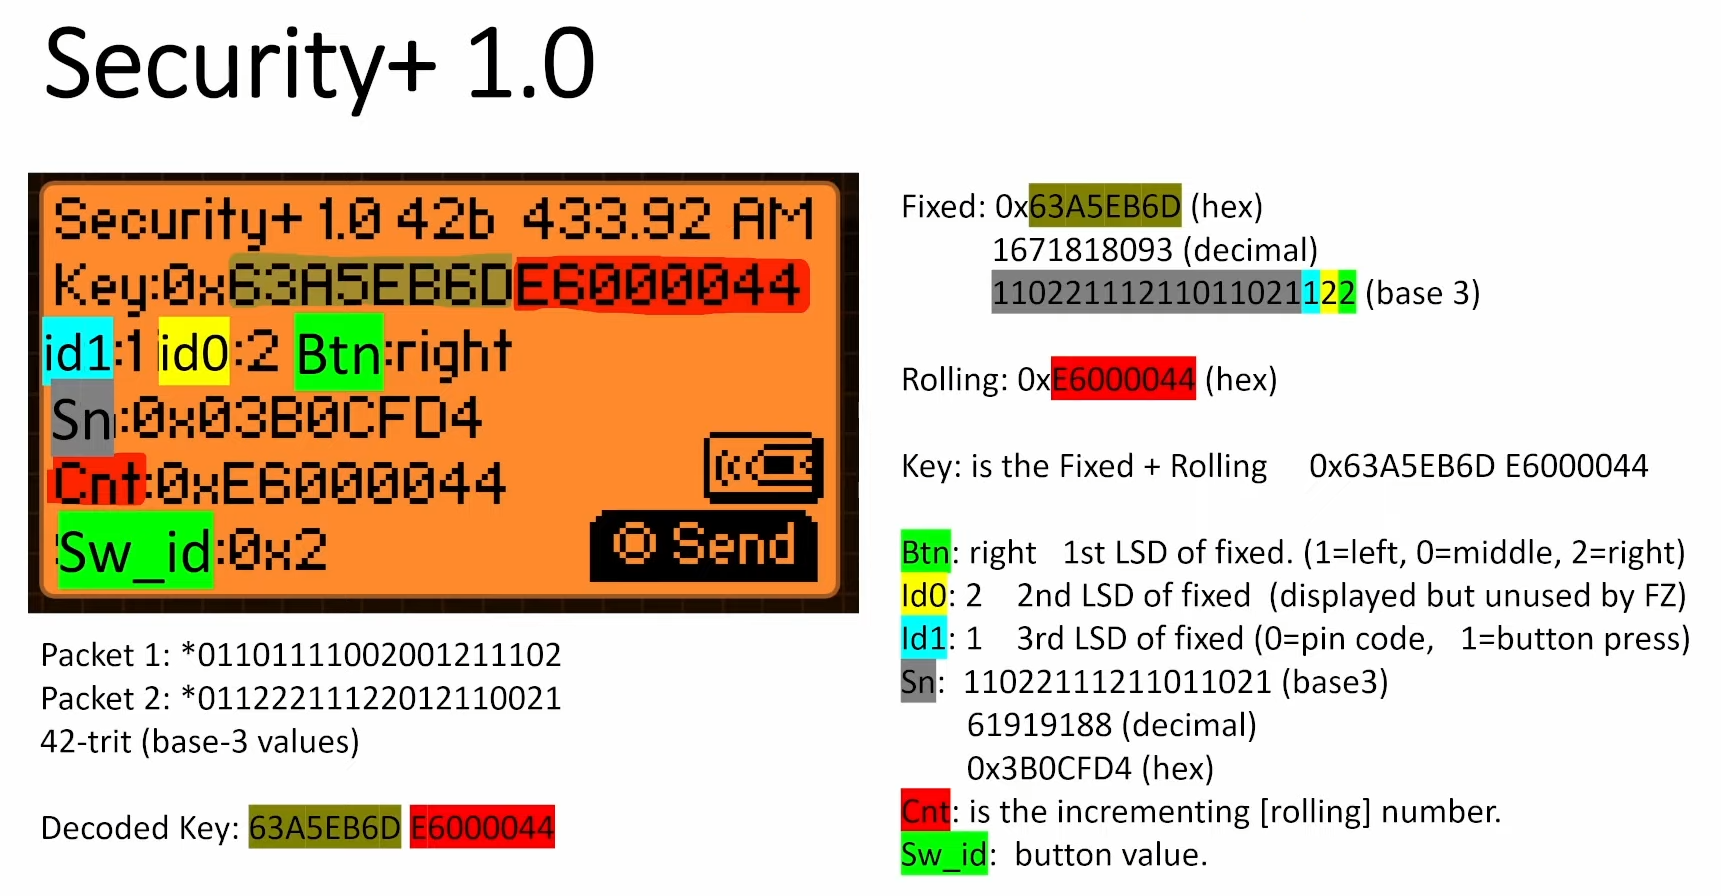 Security+ 1.0
Security+ 1.0 42b 433.92 AM
Key:0x63A5EB6DE6000044
id1:1 id0:2 Btn:right
Sn:0x03B0CFD4
Cnt:0xE6000044
Sw_id:0x2
Send
Packet 1: *01101111002001211102
Packet 2: *01122211122012110021
42-trit (base-3 values)
Decoded Key: 63A5EB6D E6000044
Fixed: 0x63A5EB6D (hex)
1671818093 (decimal)
11022111211011021122 (base 3)
Rolling: 0xE6000044 (hex)
Key: is the Fixed + Rolling 0x63A5EB6D E6000044
Btn: right 1st LSD of fixed. (1=left, 0=middle, 2=right)
Id0: 2 2nd LSD of fixed (displayed but unused by FZ)
Id1: 1 3rd LSD of fixed (0=pin code, 1=button press)
Sn: 11022111211011021 (base3)
61919188 (decimal)
0x3B0CFD4 (hex)
Cnt: is the incrementing [rolling] number.
Sw_id: button value.